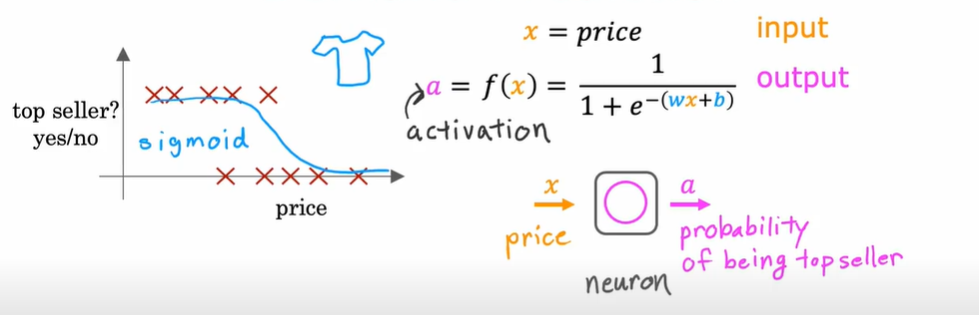 x = price
input
top seller?
yes/no
sigmoid
price
a = f(x) = 1 / (1 + e^-(wx+b))
output
activation
x
price
neuron
a
probability
of being top seller